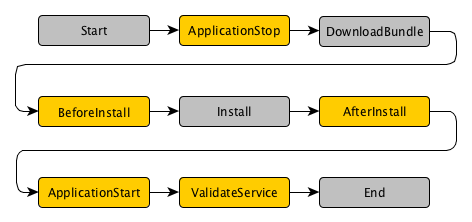 Start
ApplicationStop
DownloadBundle
BeforeInstall
Install
AfterInstall
ApplicationStart
ValidateService
End